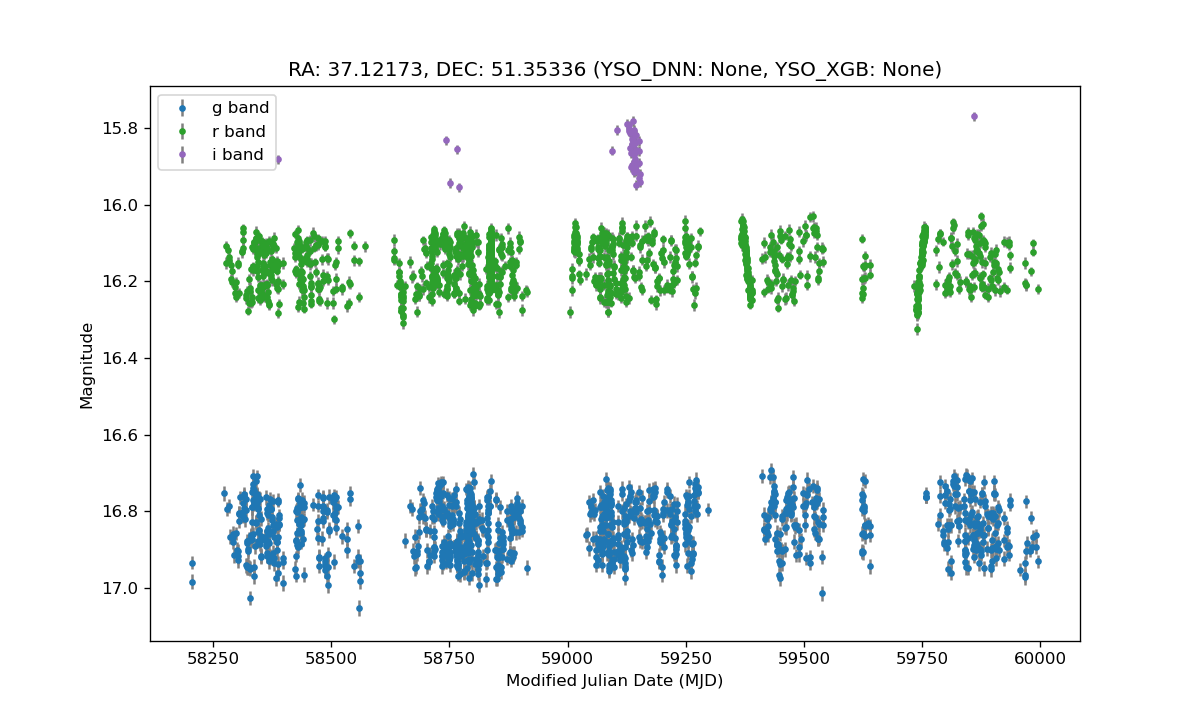 RA: 37.12173, DEC: 51.35336 (YSO_DNN: None, YSO_XGB: None)
g band
r band
i band
15.8
16.0
16.2
16.4
16.6
16.8
17.0
Magnitude
58250 58500 58750 59000 59250 59500 59750 60000
Modified Julian Date (MJD)